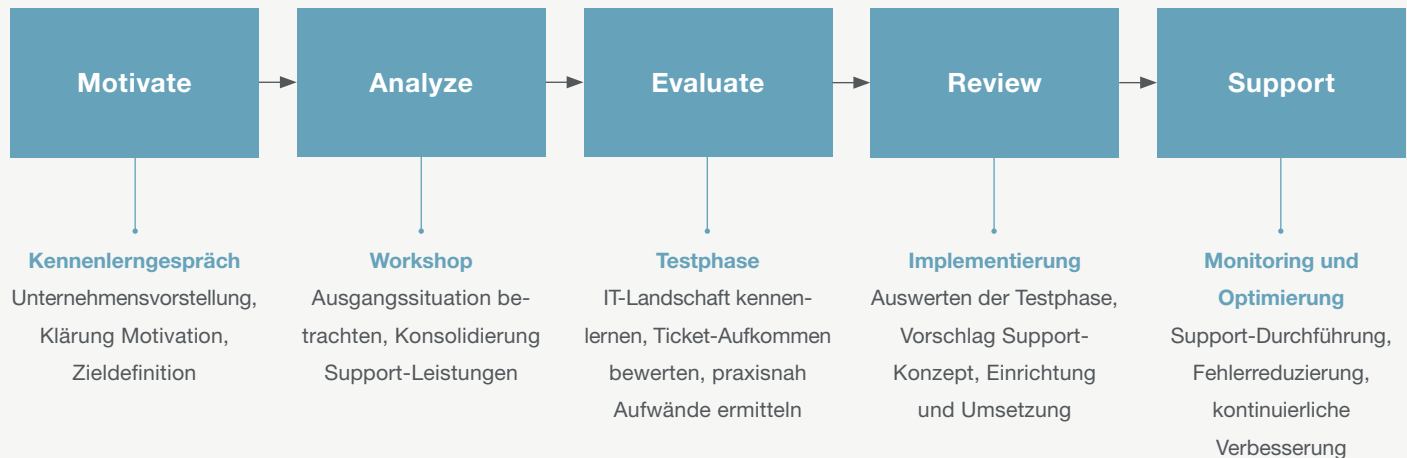 Motivate
Analyze
Evaluate
Review
Support
Kennenlerngespräch
Unternehmensvorstellung,
Klärung Motivation,
Zieldefinition
Workshop
Ausgangssituation be-
trachten, Konsolidierung
Support-Leistungen
Testphase
IT-Landschaft kennen-
lernen, Ticket-Aufkommen
bewerten, praxisnah
Aufwände ermitteln
Implementierung
Auswerten der Testphase,
Vorschlag Support-
Konzept, Einrichtung
und Umsetzung
Monitoring und
Optimierung
Support-Durchführung,
Fehlerreduzierung,
kontinuierliche
Verbesserung